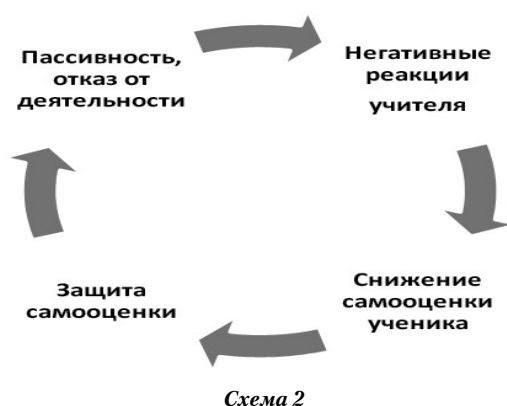 Пассивность,
отказ от
деятельности
Негативные
реакции
учителя
Снижение
самооценки
ученика
Защита
самооценки
Схема 2